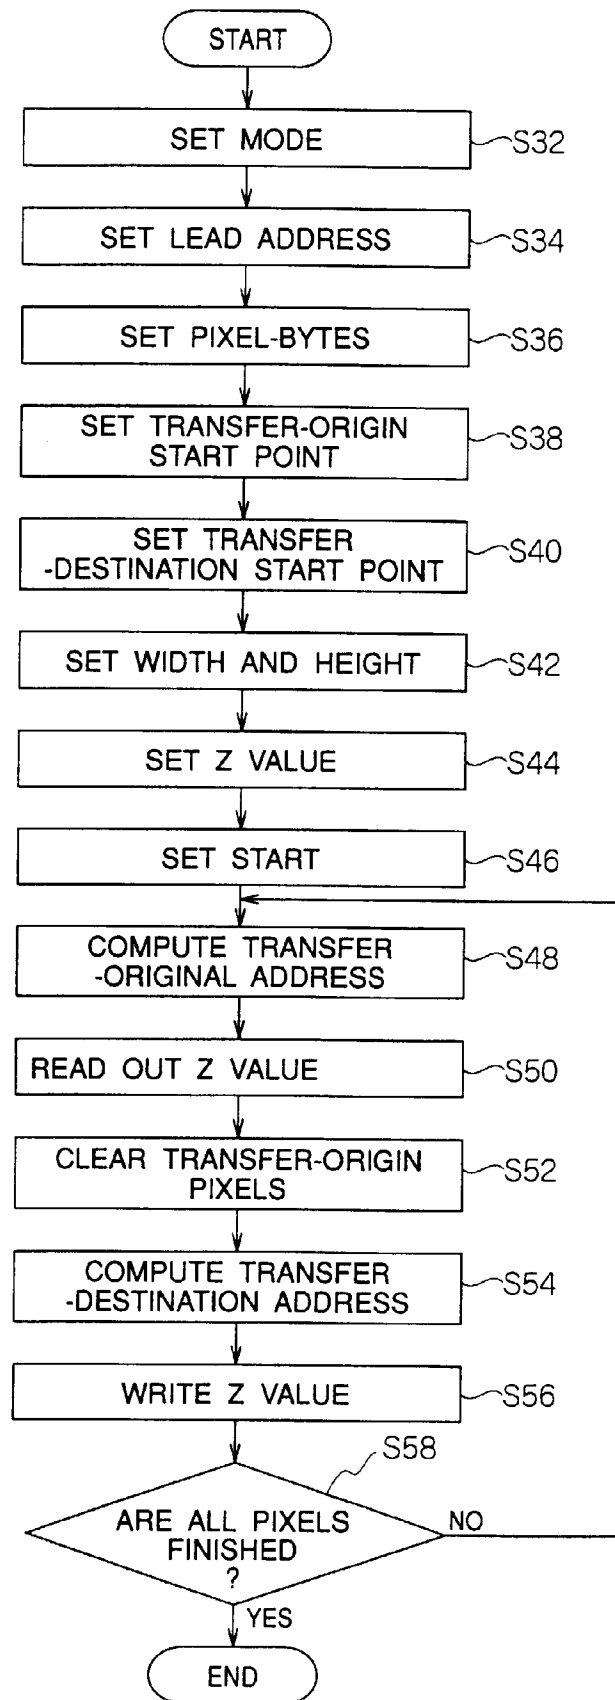 START
SET MODE
S32
SET LEAD ADDRESS
S34
SET PIXEL-BYTES
S36
SET TRANSFER-ORIGIN
START POINT
S38
SET TRANSFER
-DESTINATION START POINT
S40
SET WIDTH AND HEIGHT
S42
SET Z VALUE
S44
SET START
S46
COMPUTE TRANSFER
-ORIGINAL ADDRESS
S48
READ OUT Z VALUE
S50
CLEAR TRANSFER-ORIGIN
PIXELS
S52
COMPUTE TRANSFER
-DESTINATION ADDRESS
S54
WRITE Z VALUE
S56
S58
ARE ALL PIXELS
FINISHED
?
NO
YES
END